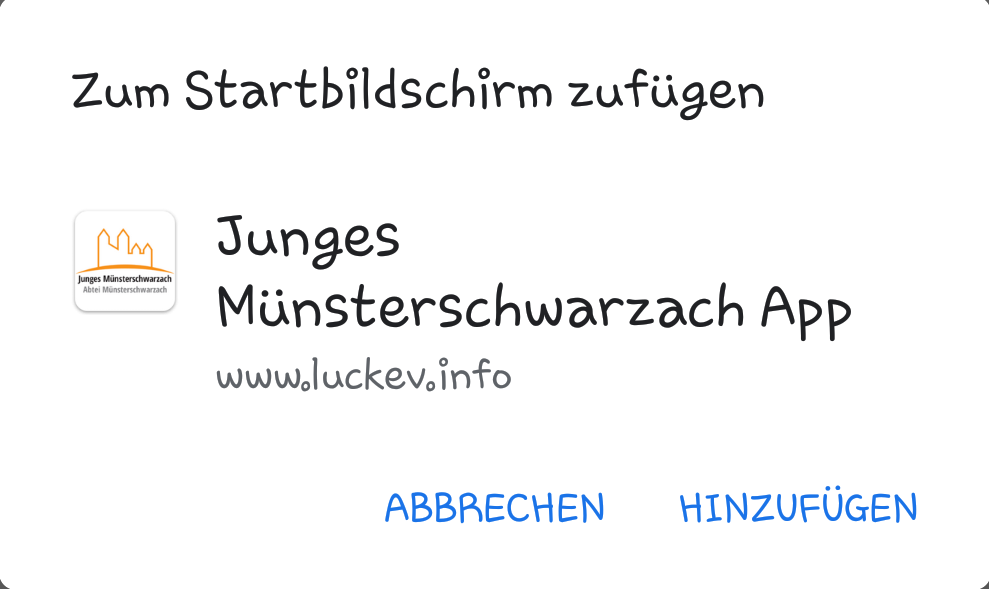 Zum Startbildschirm zufügen
Junges
Münsterschwarzach App
Junges Münsterschwarzach
Abtei Münsterschwarzach
www.luckev.info
ABBRECHEN HINZUFÜGEN